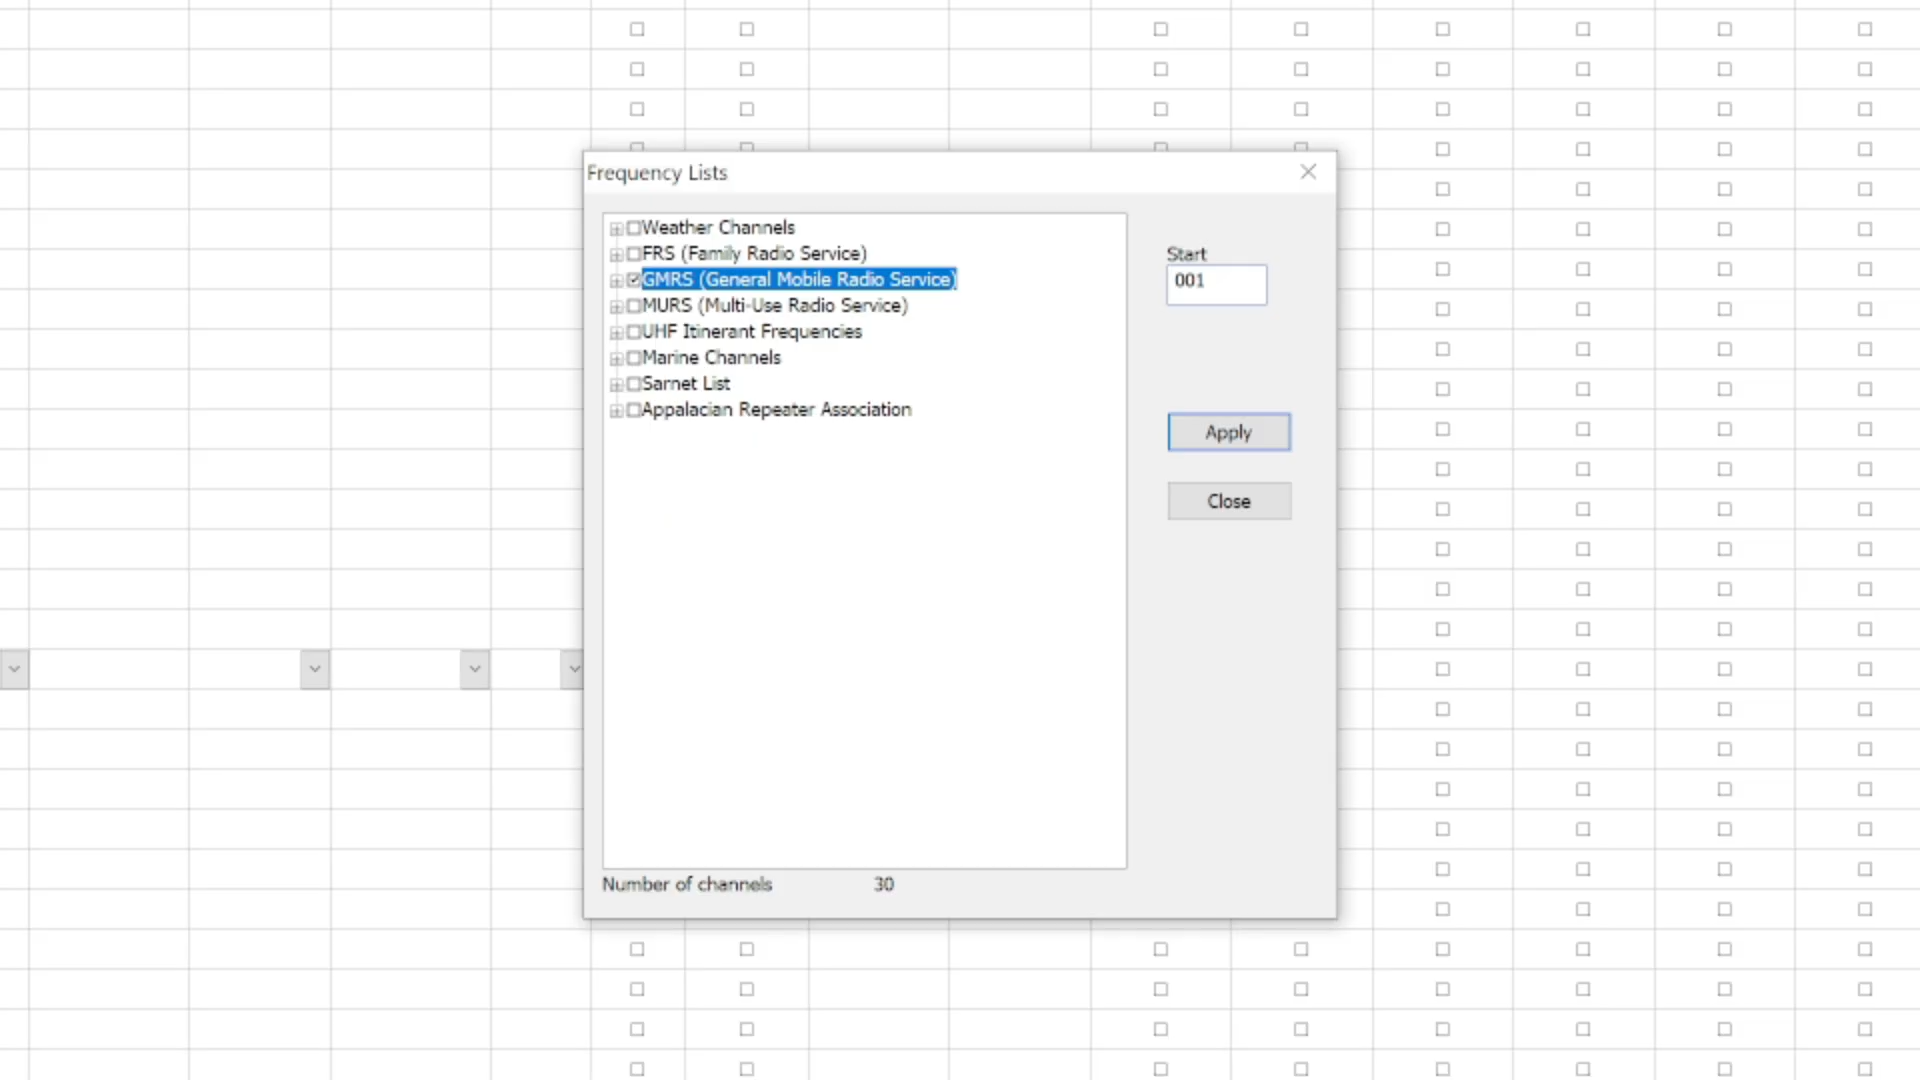 Frequency Lists
Weather Channels
FRS (Family Radio Service)
GMRS (General Mobile Radio Service)
MURS (Multi-Use Radio Service)
UHF Itinerant Frequencies
Marine Channels
Sarnet List
Appalacian Repeater Association
Start
001
Apply
Close
Number of channels 30